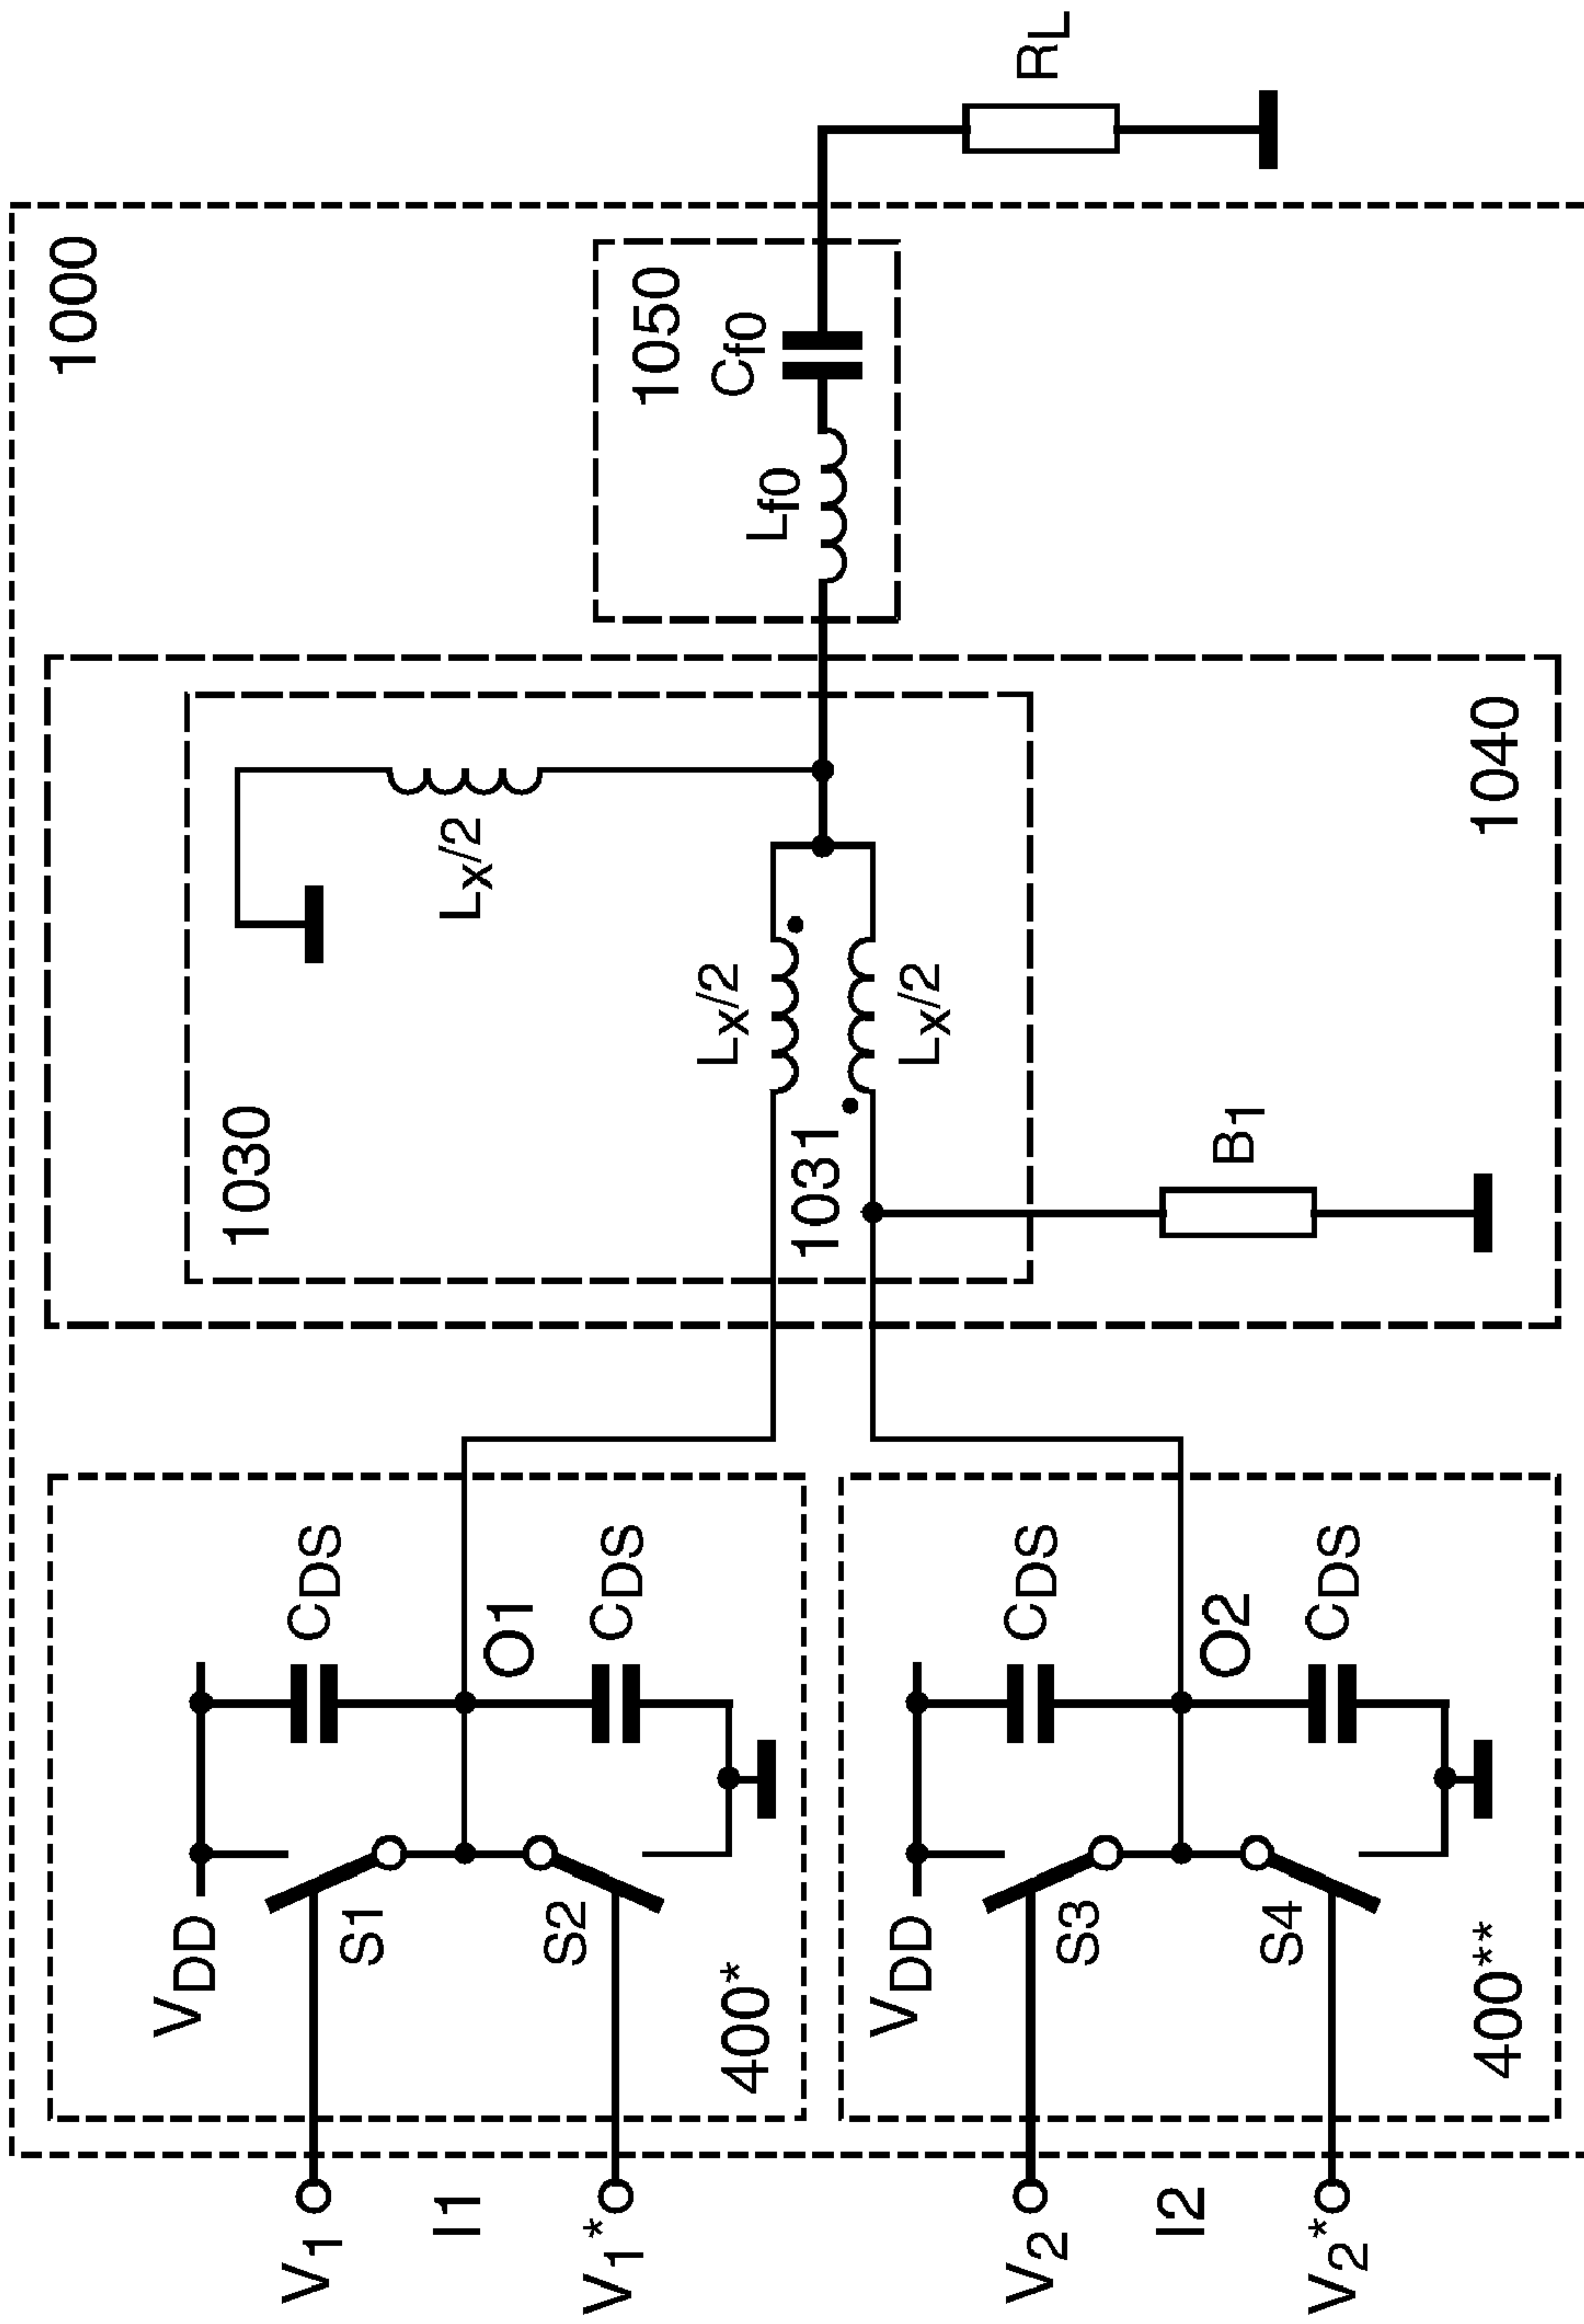 1000
1050
Cf0
Lf0
RL
1040
1030
Lx/2
Lx/2
1031
Lx/2
B1
VDD
CDS
S1
O1
S2
CDS
400*
VDD
CDS
S3
O2
S4
CDS
400**
V1
I1
V1*
V2
I2
V2*